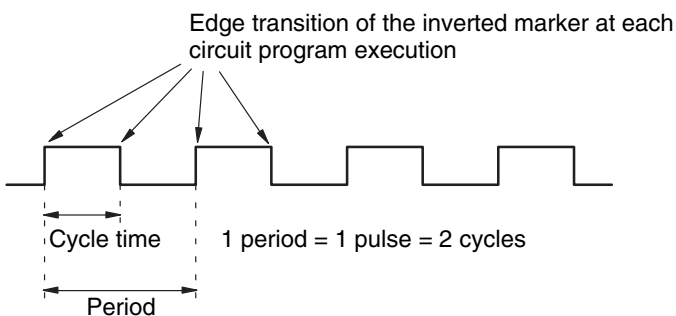 Edge transition of the inverted marker at each
circuit program execution
Cycle time
1 period = 1 pulse = 2 cycles
Period